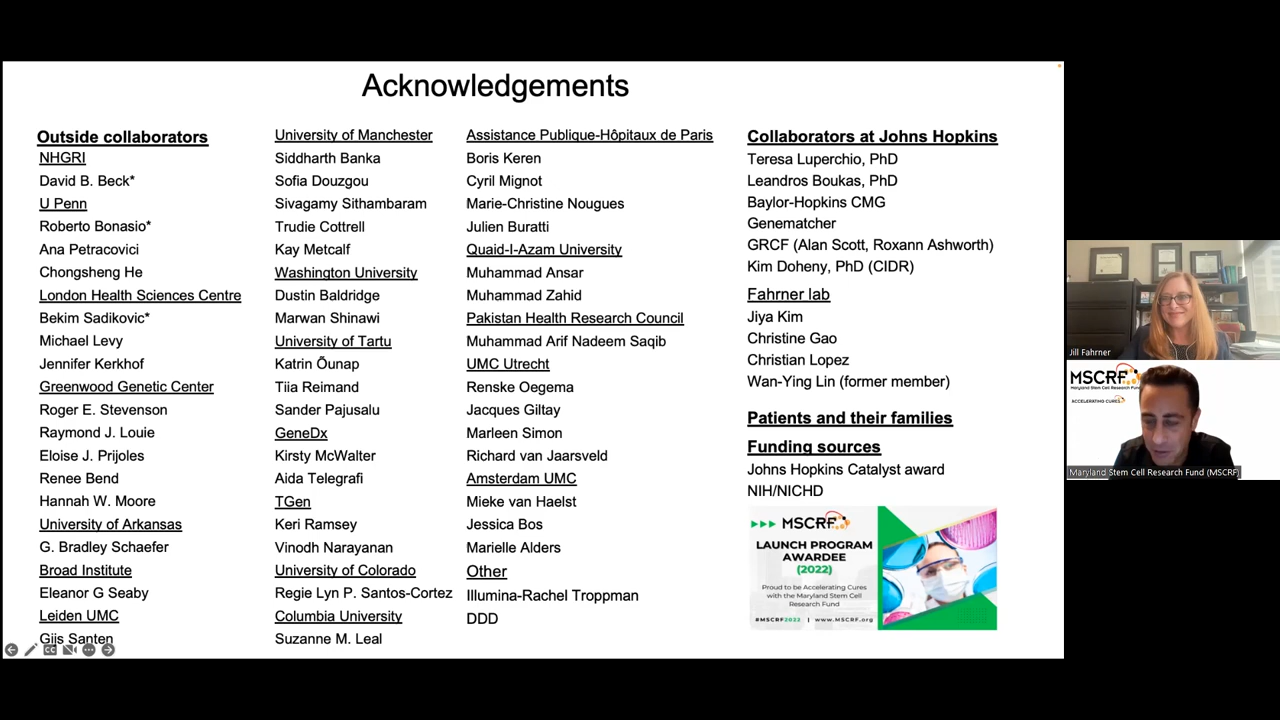 Acknowledgements
Outside collaborators
NHGRI
David B. Beck*
U Penn
Roberto Bonasio*
Ana Petracovici
Chongsheng He
London Health Sciences Centre
Bekim Sadikovic*
Michael Levy
Jennifer Kerkhof
Greenwood Genetic Center
Roger E. Stevenson
Raymond J. Louie
Eloise J. Prijoles
Renee Bend
Hannah W. Moore
University of Arkansas
G. Bradley Schaefer
Broad Institute
Eleanor G Seaby
Leiden UMC
Gijs Santen
University of Manchester
Siddharth Banka
Sofia Douzgou
Sivagamy Sithambaram
Trudie Cottrell
Kay Metcalf
Washington University
Dustin Baldridge
Marwan Shinawi
University of Tartu
Katrin Õunap
Tiia Reimand
Sander Pajusalu
GeneDx
Kirsty McWalter
Aida Telegrafi
TGen
Keri Ramsey
Vinodh Narayanan
University of Colorado
Regie Lyn P. Santos-Cortez
Columbia University
Suzanne M. Leal
Assistance Publique-Hôpitaux de Paris
Boris Keren
Cyril Mignot
Marie-Christine Nougues
Julien Buratti
Quaid-I-Azam University
Muhammad Ansar
Muhammad Zahid
Pakistan Health Research Council
Muhammad Arif Nadeem Saqib
UMC Utrecht
Renske Oegema
Jacques Giltay
Marleen Simon
Richard van Jaarsveld
Amsterdam UMC
Mieke van Haelst
Jessica Bos
Marielle Alders
Other
Illumina-Rachel Troppman
DDD
Collaborators at Johns Hopkins
Teresa Luperchio, PhD
Leandros Boukas, PhD
Baylor-Hopkins CMG
Genematcher
GRCF (Alan Scott, Roxann Ashworth)
Kim Doheny, PhD (CIDR)
Fahrner lab
Jiya Kim
Christine Gao
Christian Lopez
Wan-Ying Lin (former member)
Patients and their families
Funding sources
Johns Hopkins Catalyst award
NIH/NICHD
MSCRF
LAUNCH PROGRAM
AWARDEE
(2022)
Proud to be Accelerating Cures
with the Maryland Stem Cell
Research Fund
#MSCRF2022 | www.MSCRF.org
CC
Jill Fahrner
MSCRF
Maryland Stem Cell Research Fund
ACCELERATING CURES
Maryland Stem Cell Research Fund (MSCRF)